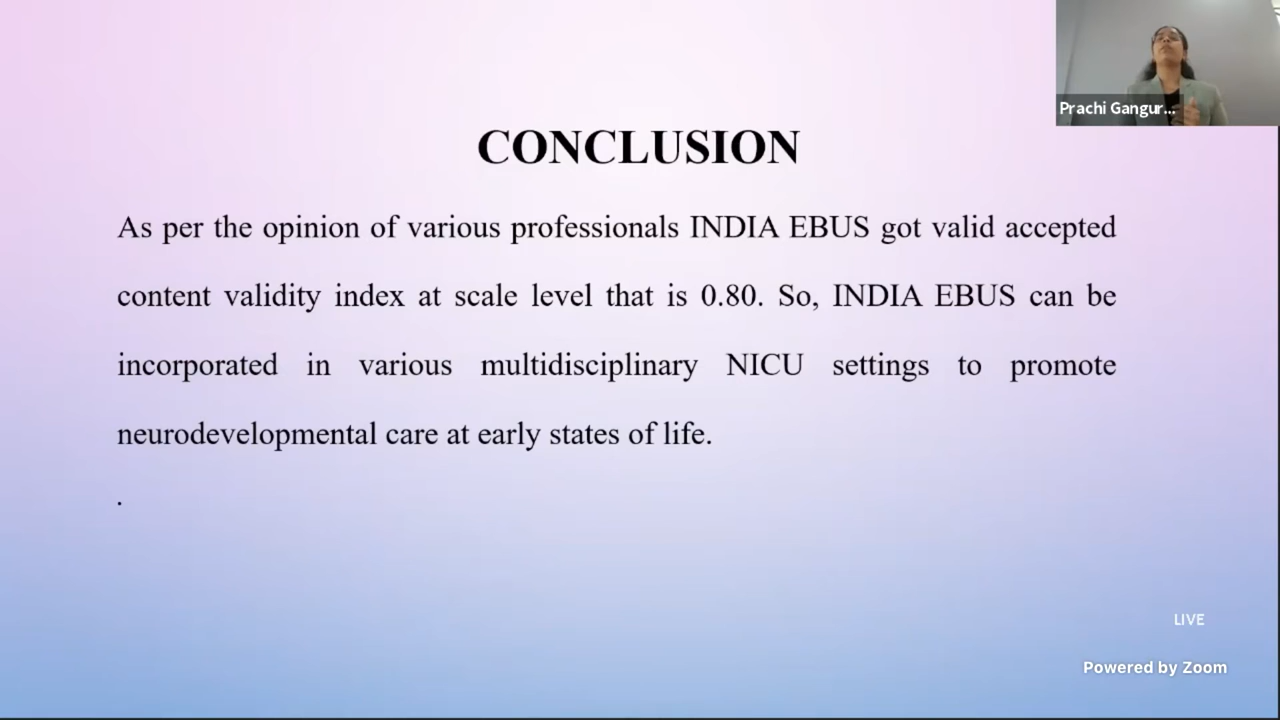 Prachi Gangur...
CONCLUSION
As per the opinion of various professionals INDIA EBUS got valid accepted
content validity index at scale level that is 0.80. So, INDIA EBUS can be
incorporated in various multidisciplinary NICU settings to promote
neurodevelopmental care at early states of life.
.
LIVE
Powered by Zoom